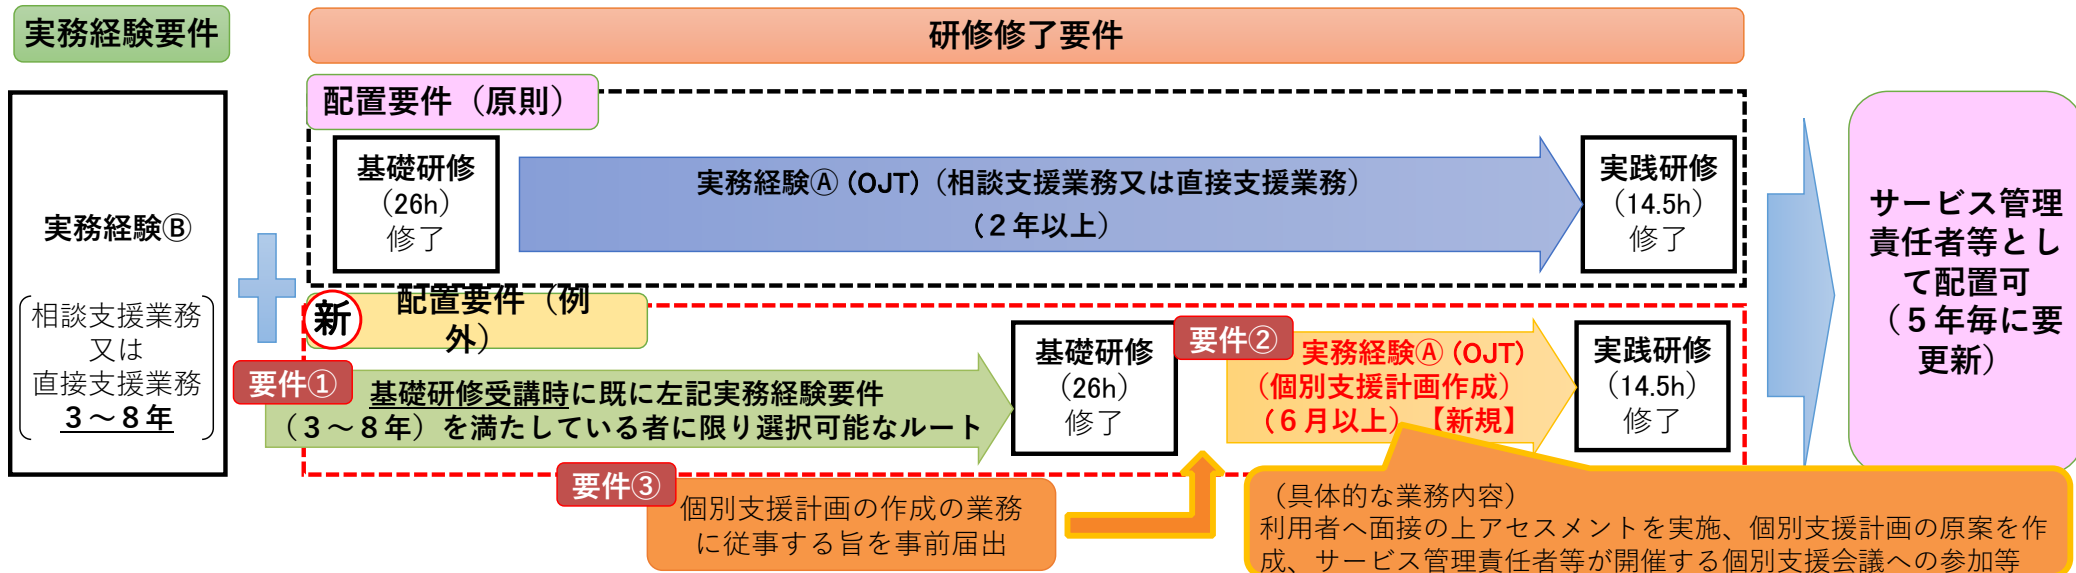 実務経験要件
研修修了要件
実務経験Ⓑ
相談支援業務
又は
直接支援業務
３～８年
配置要件（原則）
基礎研修
（26h）
修了
実務経験Ⓐ (OJT)（相談支援業務又は直接支援業務）
（２年以上）
実践研修
（14.5h）
修了
新
配置要件（例
外）
要件①
基礎研修受講時に既に左記実務経験要件
（３～８年）を満たしている者に限り選択可能なルート
基礎研修
（26h）
修了
要件②
実務経験Ⓐ (OJT)
（個別支援計画作成）
（６月以上）【新規】
実践研修
（14.5h）
修了
要件③
個別支援計画の作成の業務
に従事する旨を事前届出
（具体的な業務内容）
利用者へ面接の上アセスメントを実施、個別支援計画の原案を作
成、サービス管理責任者等が開催する個別支援会議への参加等
サービス管理
責任者等とし
て配置可
（５年毎に要
更新）